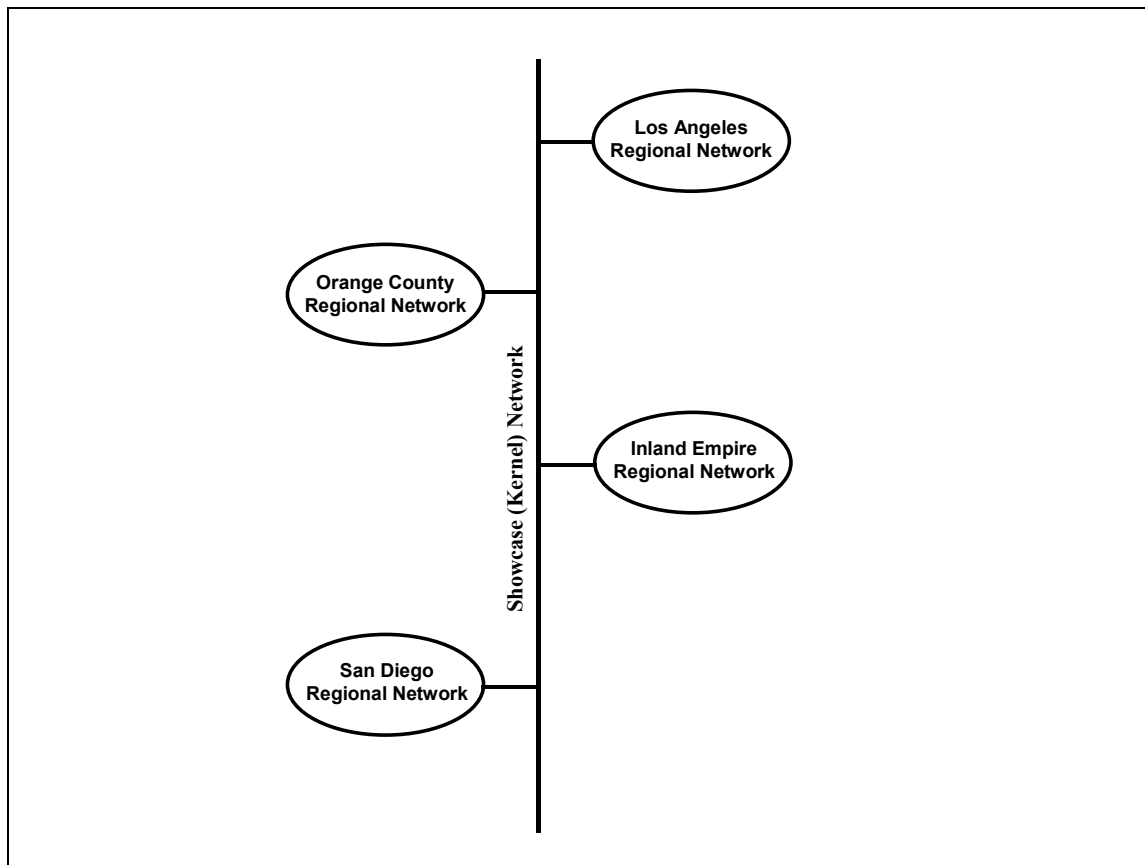 Los Angeles
Regional Network
Orange County
Regional Network
Showcase (Kernel) Network
Inland Empire
Regional Network
San Diego
Regional Network